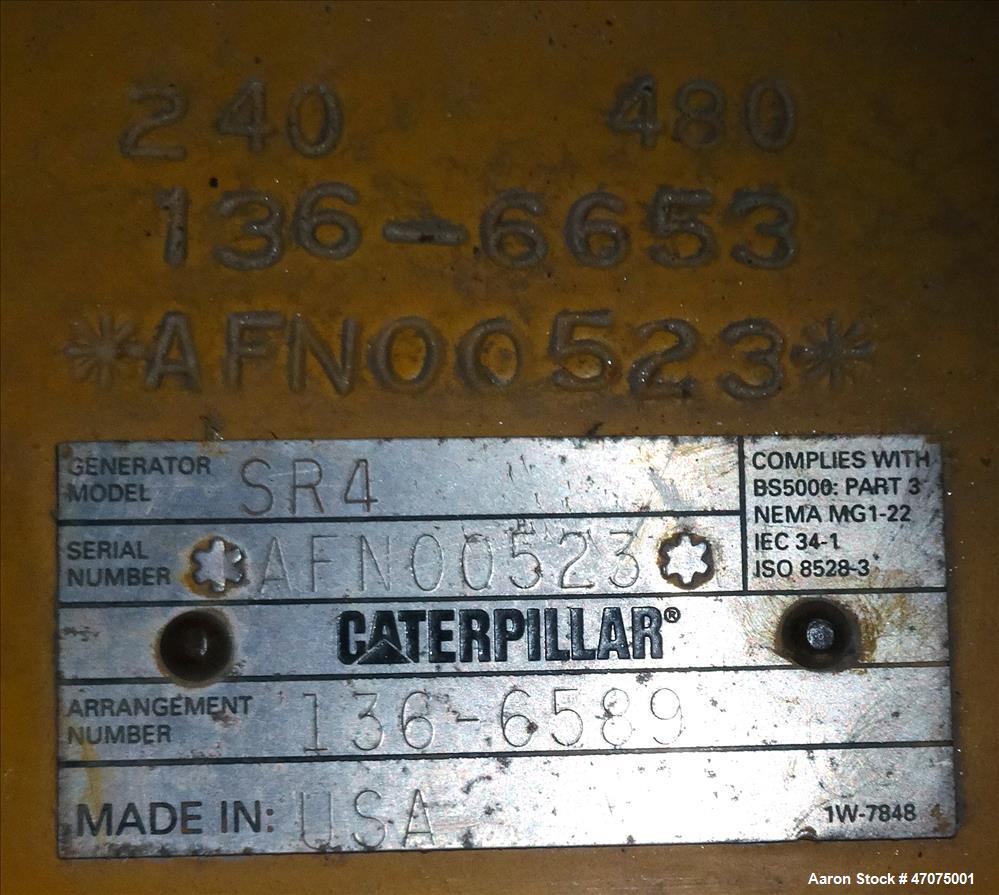 240 480
136-6653
*AFN00523*
GENERATOR MODEL SR4
COMPLIES WITH
BS5000: PART 3
NEMA MG1-22
IEC 34-1
ISO 8528-3
SERIAL NUMBER AFN00523
CATERPILLAR®
ARRANGEMENT NUMBER 136-6589
MADE IN: USA
1W-7848 4
Aaron Stock # 47075001